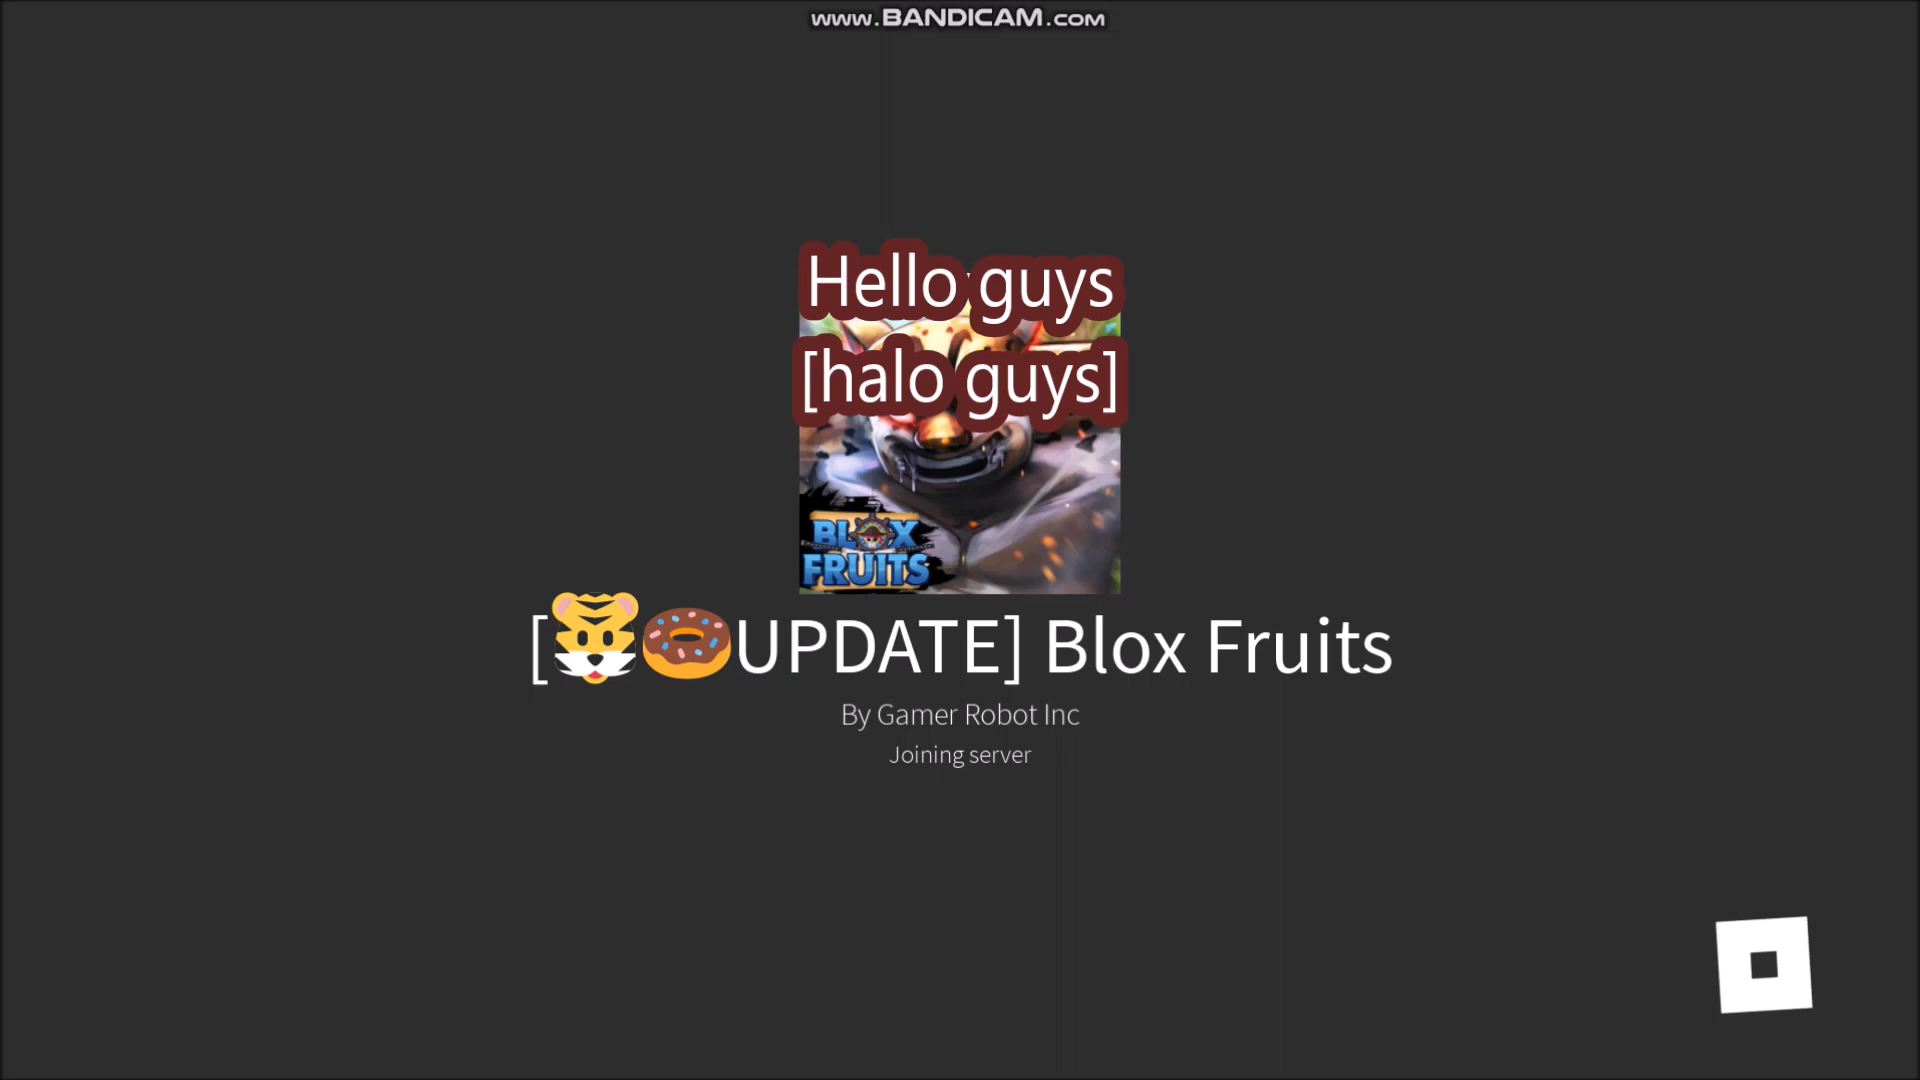 www.BANDICAM.com
Hello guys
[halo guys]
BLOX
FRUITS
[🐯🍩UPDATE] Blox Fruits
By Gamer Robot Inc
Joining server